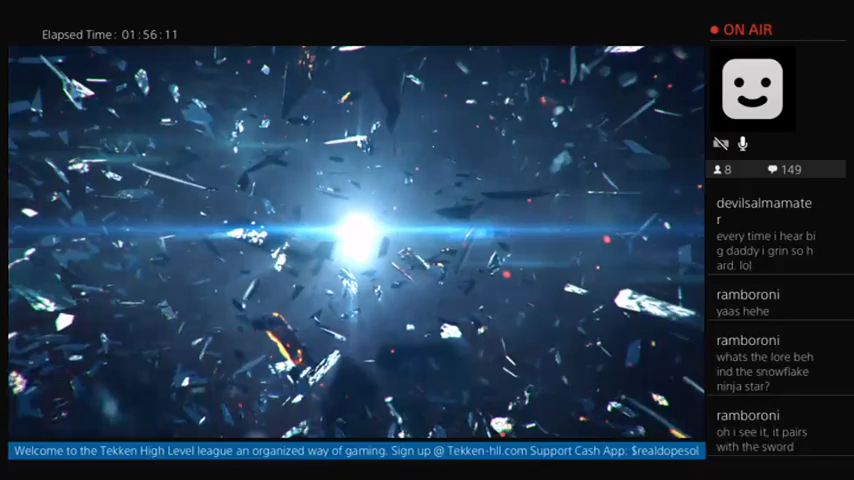 Elapsed Time : 01:56:11
ON AIR
8
149
devilsalmamate
r
every time i hear bi
g daddy i grin so h
ard. lol
ramboroni
yaas hehe
ramboroni
whats the lore beh
ind the snowflake
ninja star?
ramboroni
oh i see it, it pairs
with the sword
Welcome to the Tekken High Level league an organized way of gaming. Sign up @ Tekken-hll.com Support Cash App: $realdopesol